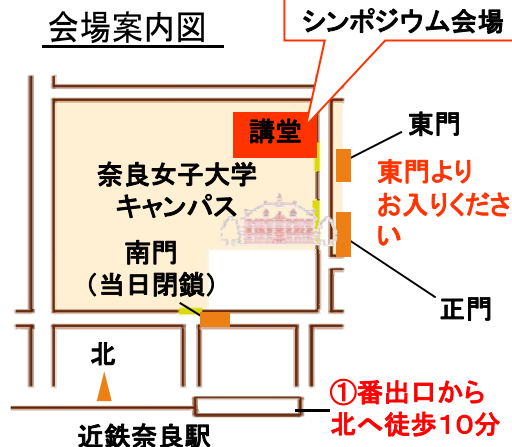 会場案内図
シンポジウム会場
講堂
東門
奈良女子大学
キャンパス
東門より
お入りくださ
い
南門
（当日閉鎖）
正門
北
①番出口から
北へ徒歩１０分
近鉄奈良駅